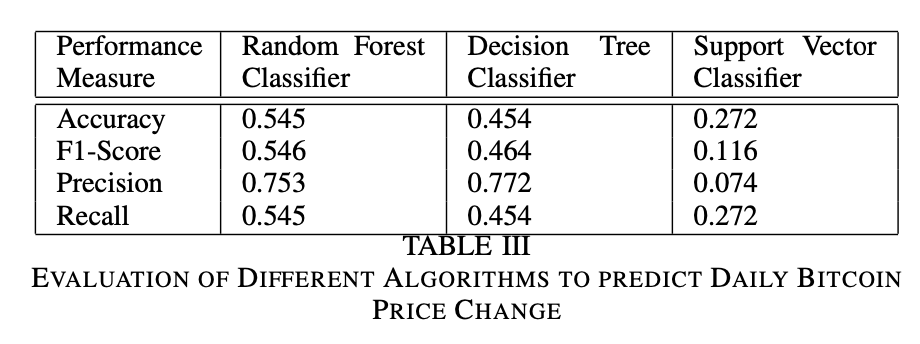 Performance Measure | Random Forest Classifier | Decision Tree Classifier | Support Vector Classifier
Accuracy | 0.545 | 0.454 | 0.272
F1-Score | 0.546 | 0.464 | 0.116
Precision | 0.753 | 0.772 | 0.074
Recall | 0.545 | 0.454 | 0.272
TABLE III
EVALUATION OF DIFFERENT ALGORITHMS TO PREDICT DAILY BITCOIN
PRICE CHANGE